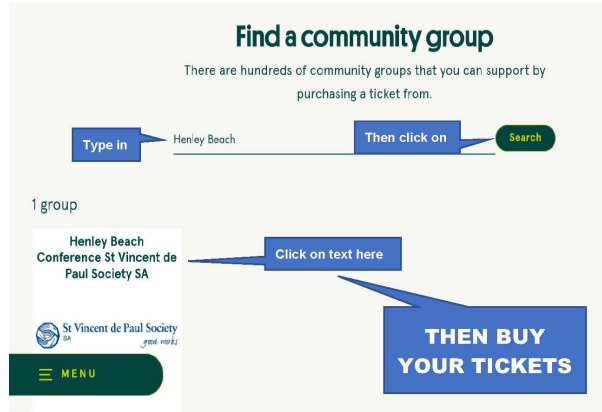 Find a community group
There are hundreds of community groups that you can support by
purchasing a ticket from.
Type in
Henley Beach
Then click on
Search
1 group
Henley Beach
Conference St Vincent de
Paul Society SA
Click on text here
St Vincent de Paul Society
SA
good works
THEN BUY
YOUR TICKETS
MENU